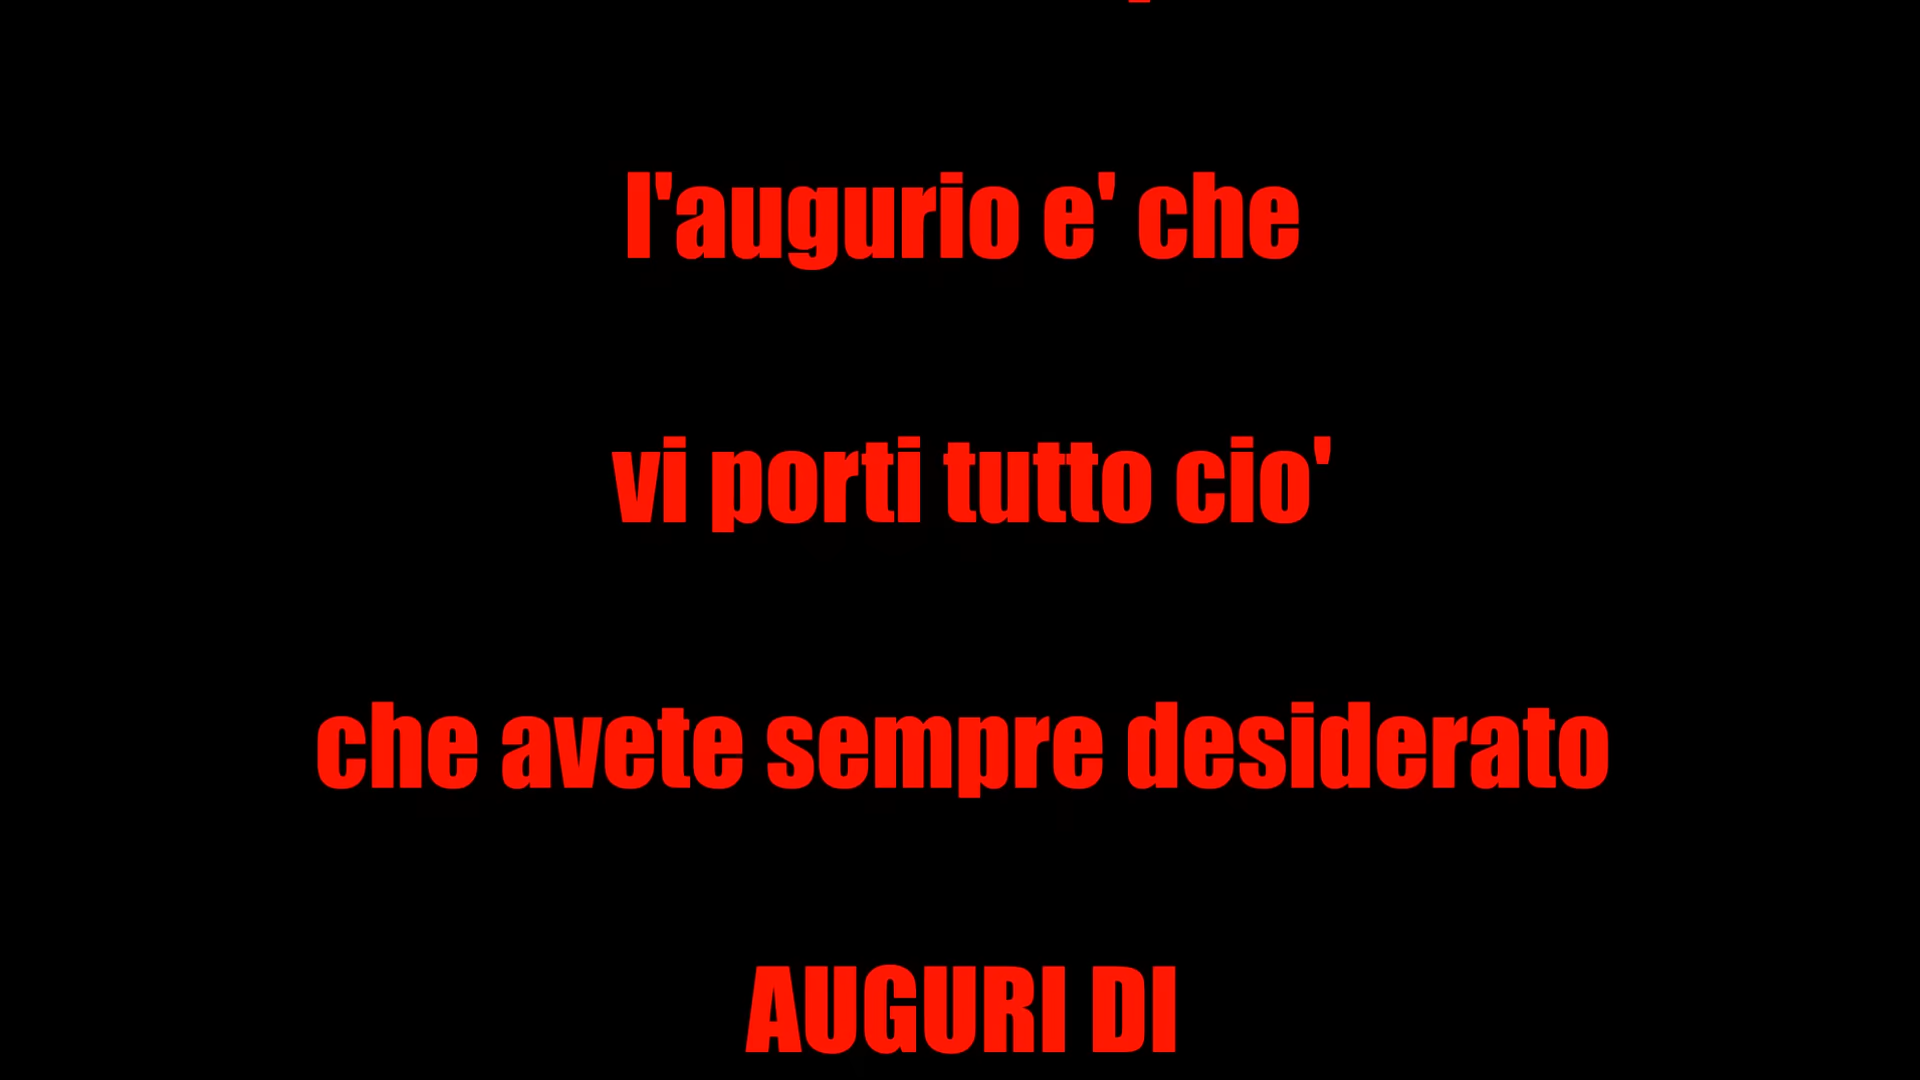 l'augurio e' che
vi porti tutto cio'
che avete sempre desiderato
AUGURI DI